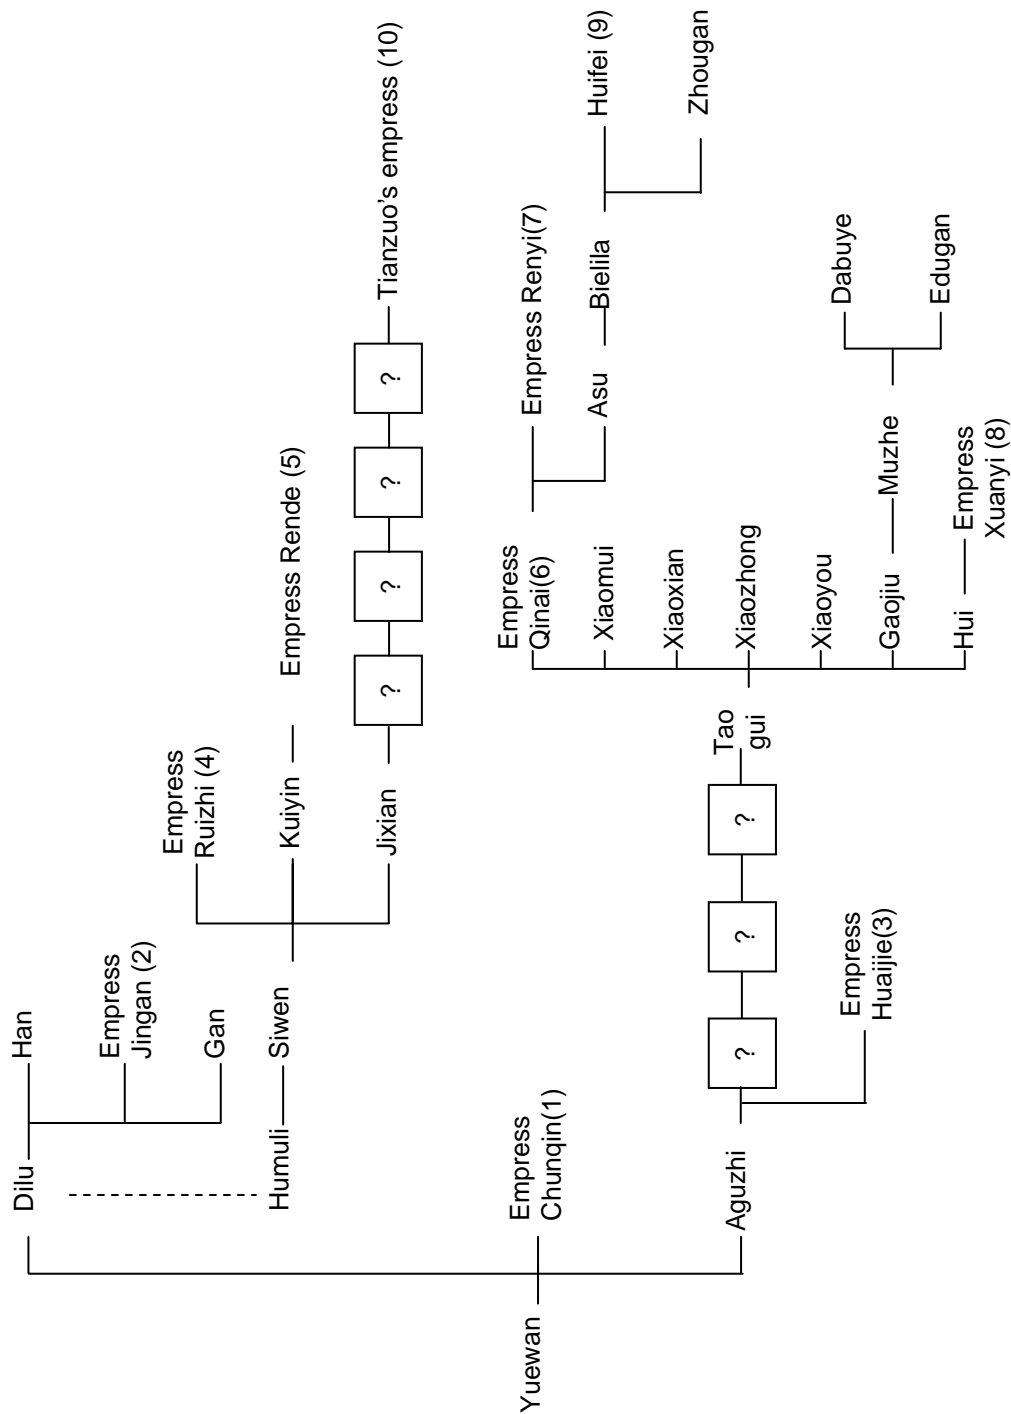 Yuewan
Dilu
Han
Empress
Jingan (2)
Gan
Humuli
Siwen
Empress
Ruizhi (4)
Kuiyin
Empress Rende (5)
Jixian
?
?
?
?
Tianzuo's empress (10)
Empress
Chunqin(1)
Aguzhi
?
?
?
Tao
gui
Empress
Huaijie(3)
Empress
Qinai(6)
Empress Renyi(7)
Asu
Bielila
Huifei (9)
Zhougan
Xiaomui
Xiaoxian
Xiaozhong
Xiaoyou
Gaojiu
Muzhe
Dabuye
Edugan
Hui
Empress
Xuanyi (8)